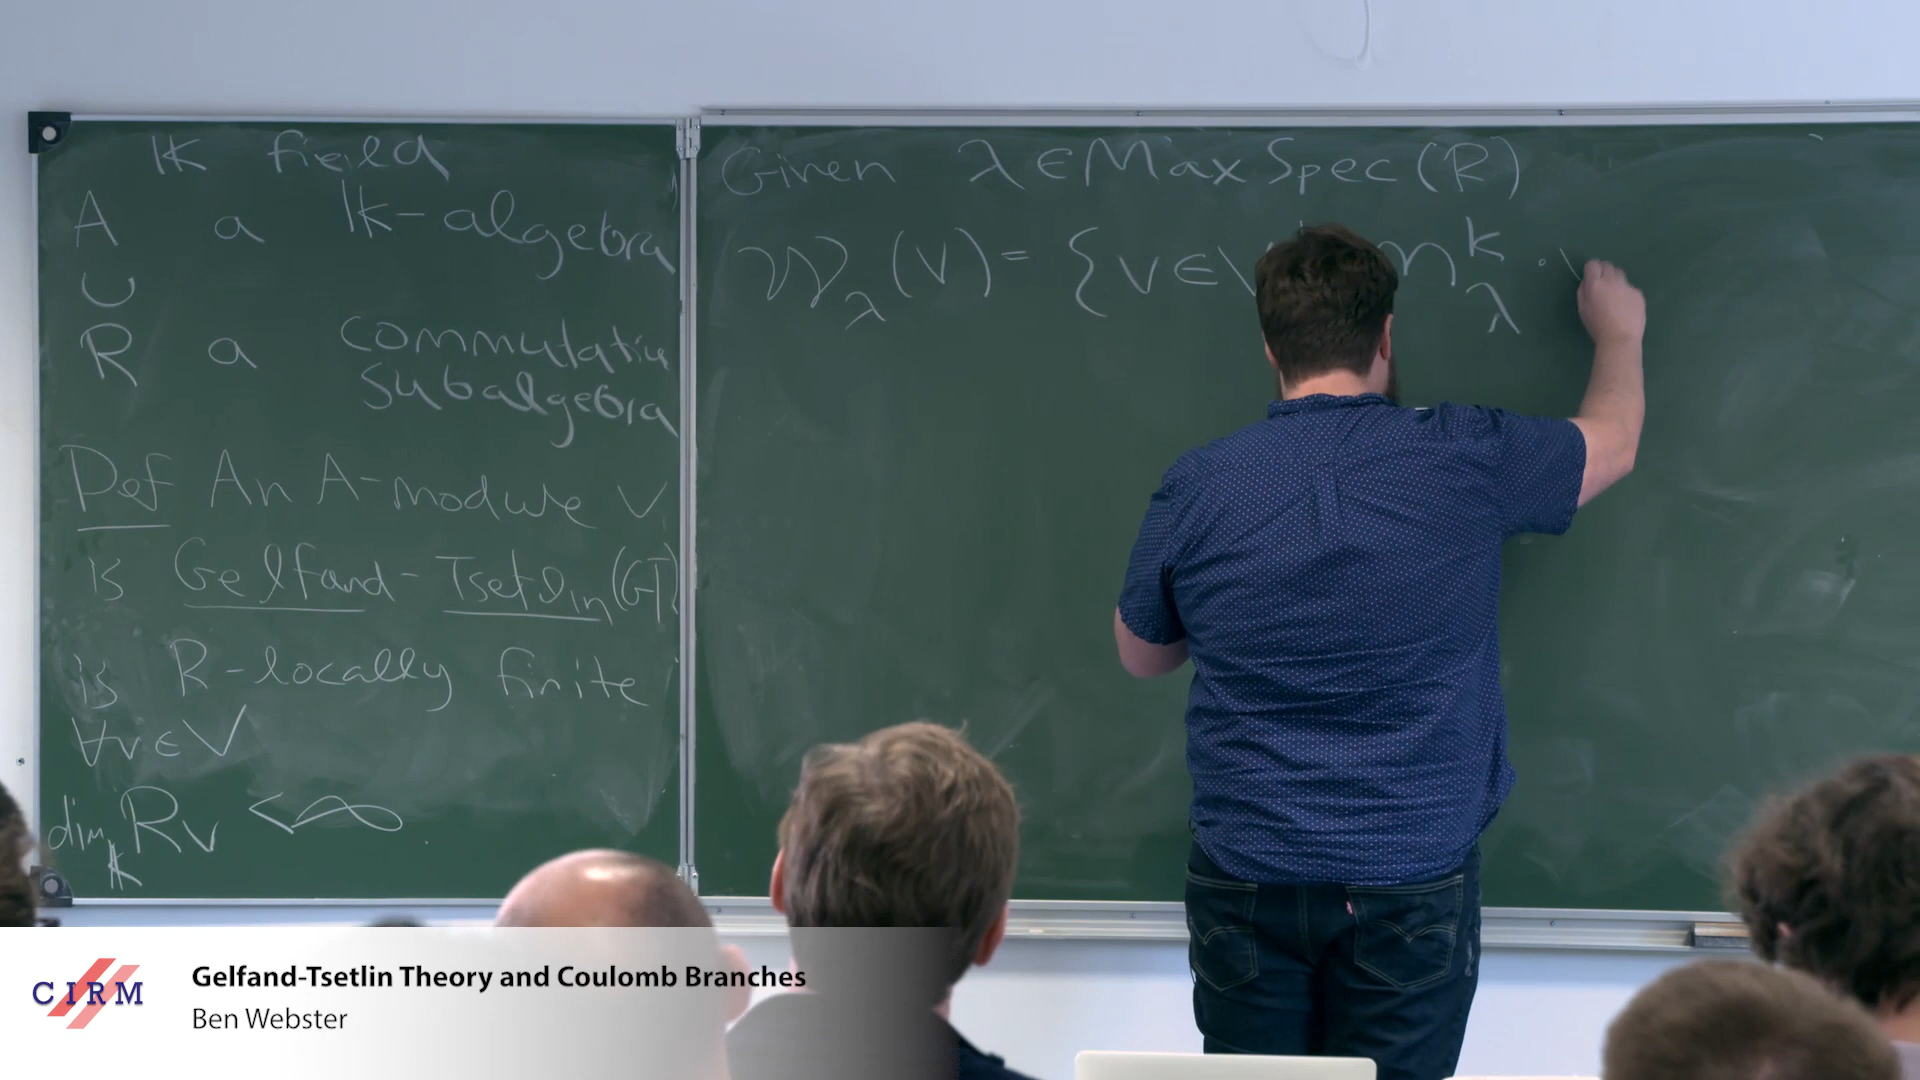 𝕜 field
A a 𝕜-algebra
∪
R a commutative
subalgebra
Def An A-module V
is Gelfand-Tsetlin (GT)
is R-locally finite
∀v∈V
dim_𝕜 Rv < ∞.
Given λ∈MaxSpec(R)
𝒲_λ(V) = {v∈V m_λ^k · v
CIRM
Gelfand-Tsetlin Theory and Coulomb Branches
Ben Webster